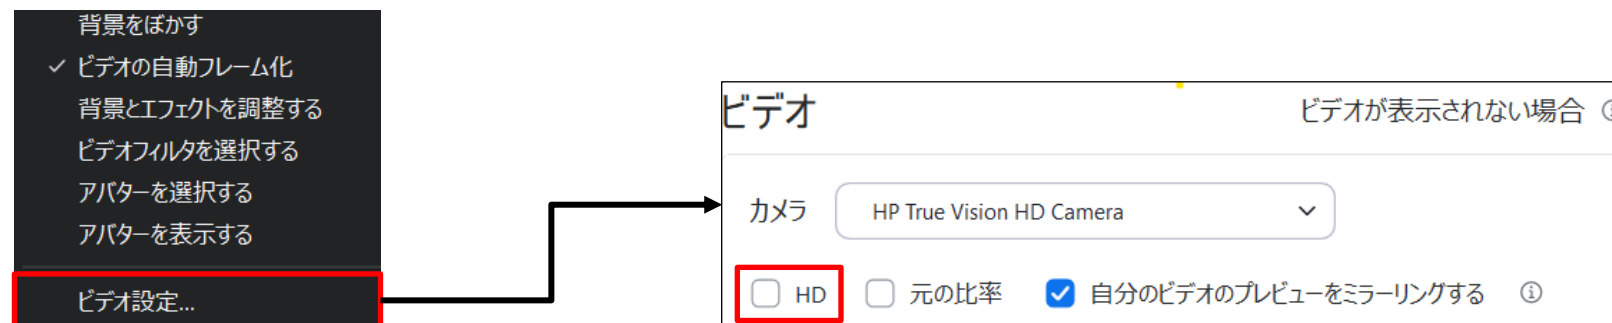 背景をぼかす
ビデオの自動フレーム化
背景とエフェクトを調整する
ビデオフィルタを選択する
アバターを選択する
アバターを表示する
ビデオ設定...
ビデオ
ビデオが表示されない場合
カメラ
HP True Vision HD Camera
HD
元の比率
自分のビデオのプレビューをミラーリングする